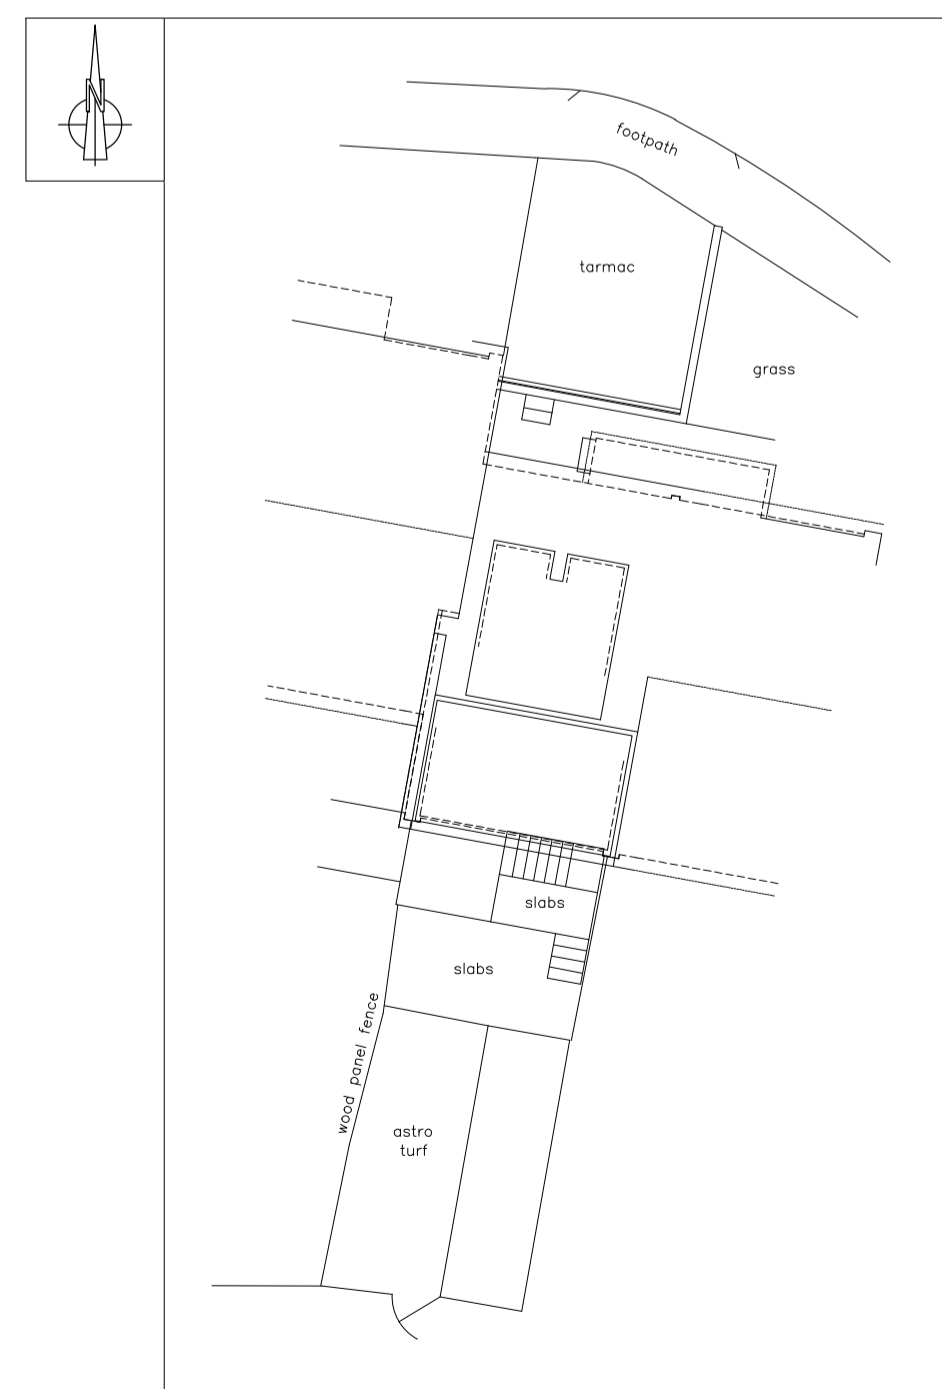 N
footpath
tarmac
grass
slabs
slabs
wood panel fence
astro
turf